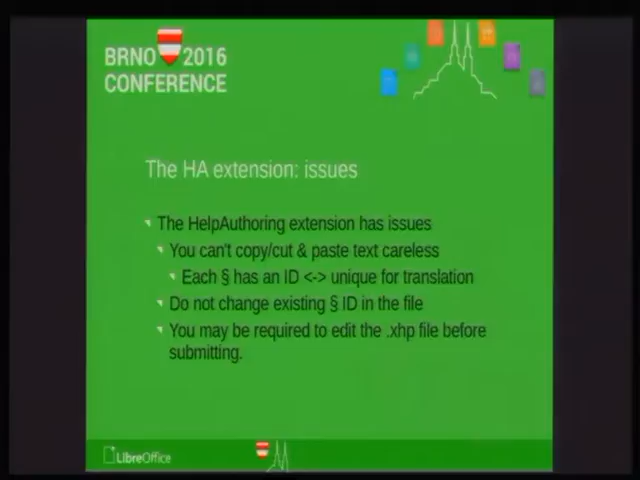 BRNO 2016
CONFERENCE
The HA extension: issues
The HelpAuthoring extension has issues
You can't copy/cut & paste text careless
Each § has an ID <-> unique for translation
Do not change existing § ID in the file
You may be required to edit the .xhp file before
submitting.
LibreOffice